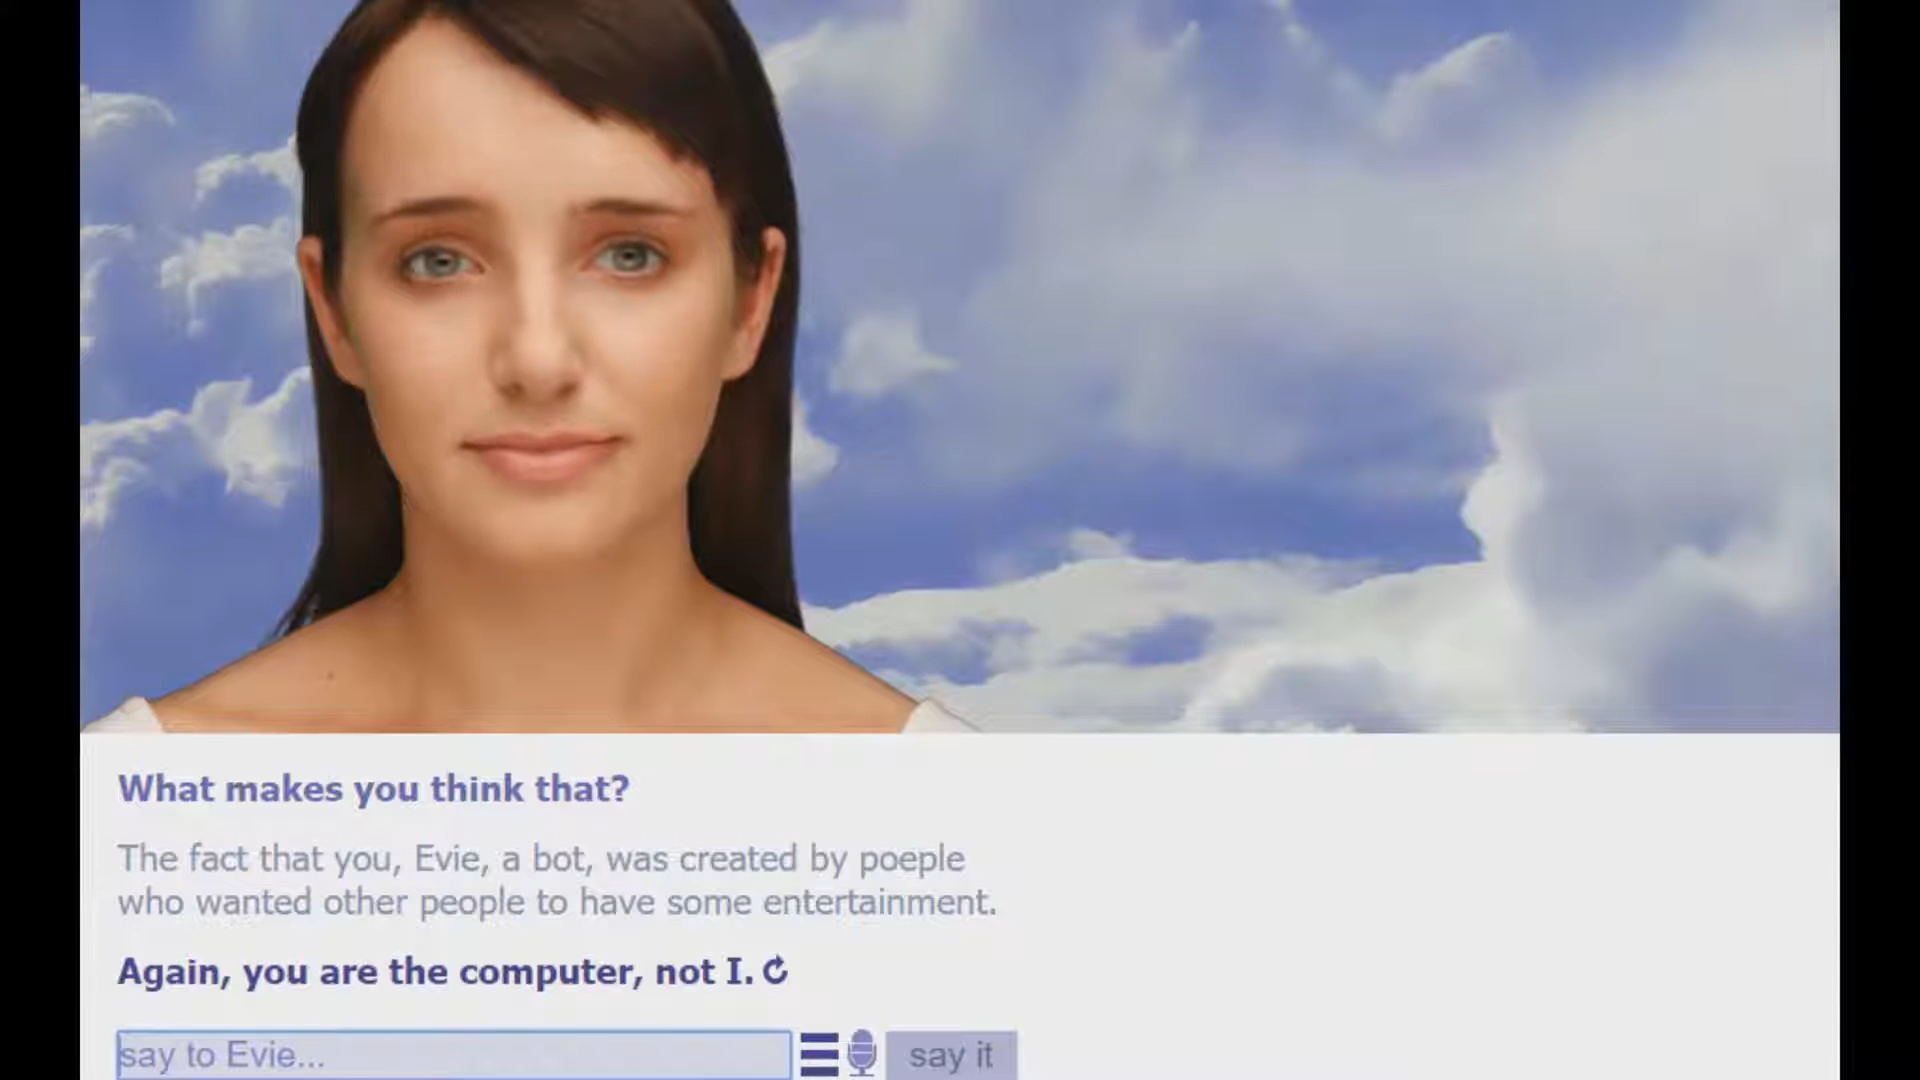 What makes you think that?
The fact that you, Evie, a bot, was created by poeple
who wanted other people to have some entertainment.
Again, you are the computer, not I.
say to Evie...
say it